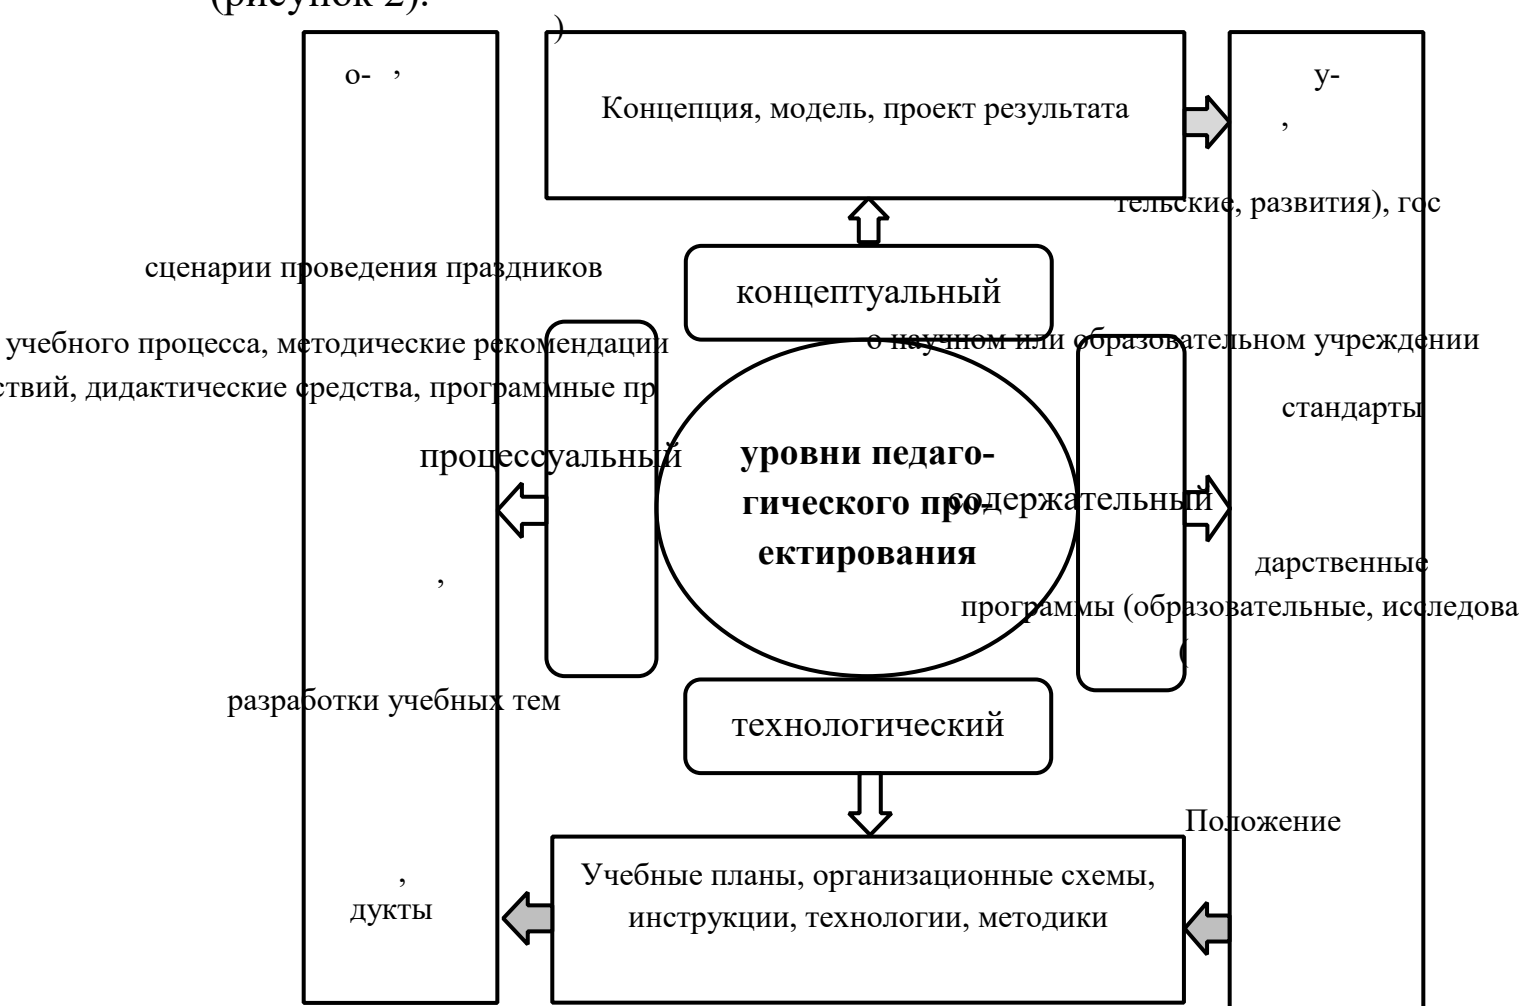 (рисунок 2).
)
о- ,
у-
Концепция, модель, проект результата
,
тельские, развития), гос
сценарии проведения праздников
концептуальный
учебного процесса, методические рекомендации
о научном или образовательном учреждении
ствий, дидактические средства, программные пр
стандарты
процессуальный
уровни педаго-
гического про-
ектирования
содержательный
дарственные
,
программы (образовательные, исследова
(
разработки учебных тем
технологический
Положение
Учебные планы, организационные схемы,
инструкции, технологии, методики
,
дукты